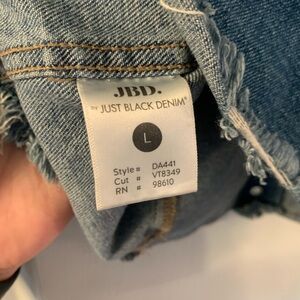 JBD.
BY JUST BLACK DENIM®
L
Style # DA441
Cut # VT8349
RN # 98610